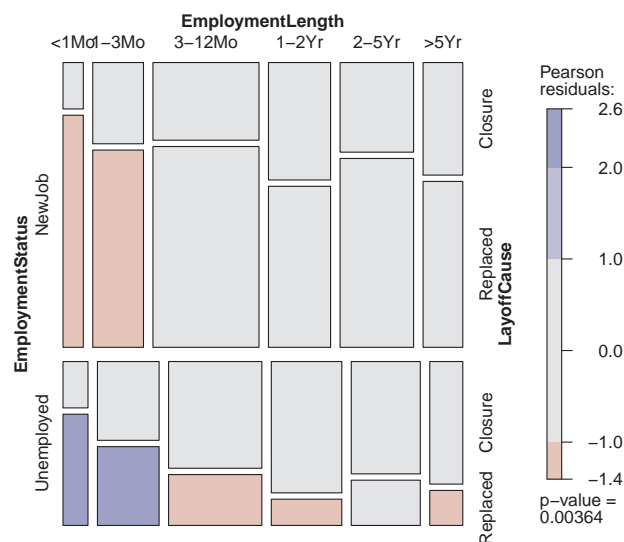 EmploymentLength
<1Mo 1−3Mo 3−12Mo 1−2Yr 2−5Yr >5Yr
EmploymentStatus
NewJob
Unemployed
Closure
Replaced
Closure
Replaced
LayoffCause
Pearson
residuals:
2.6
2.0
1.0
0.0
−1.0
−1.4
p−value =
0.00364